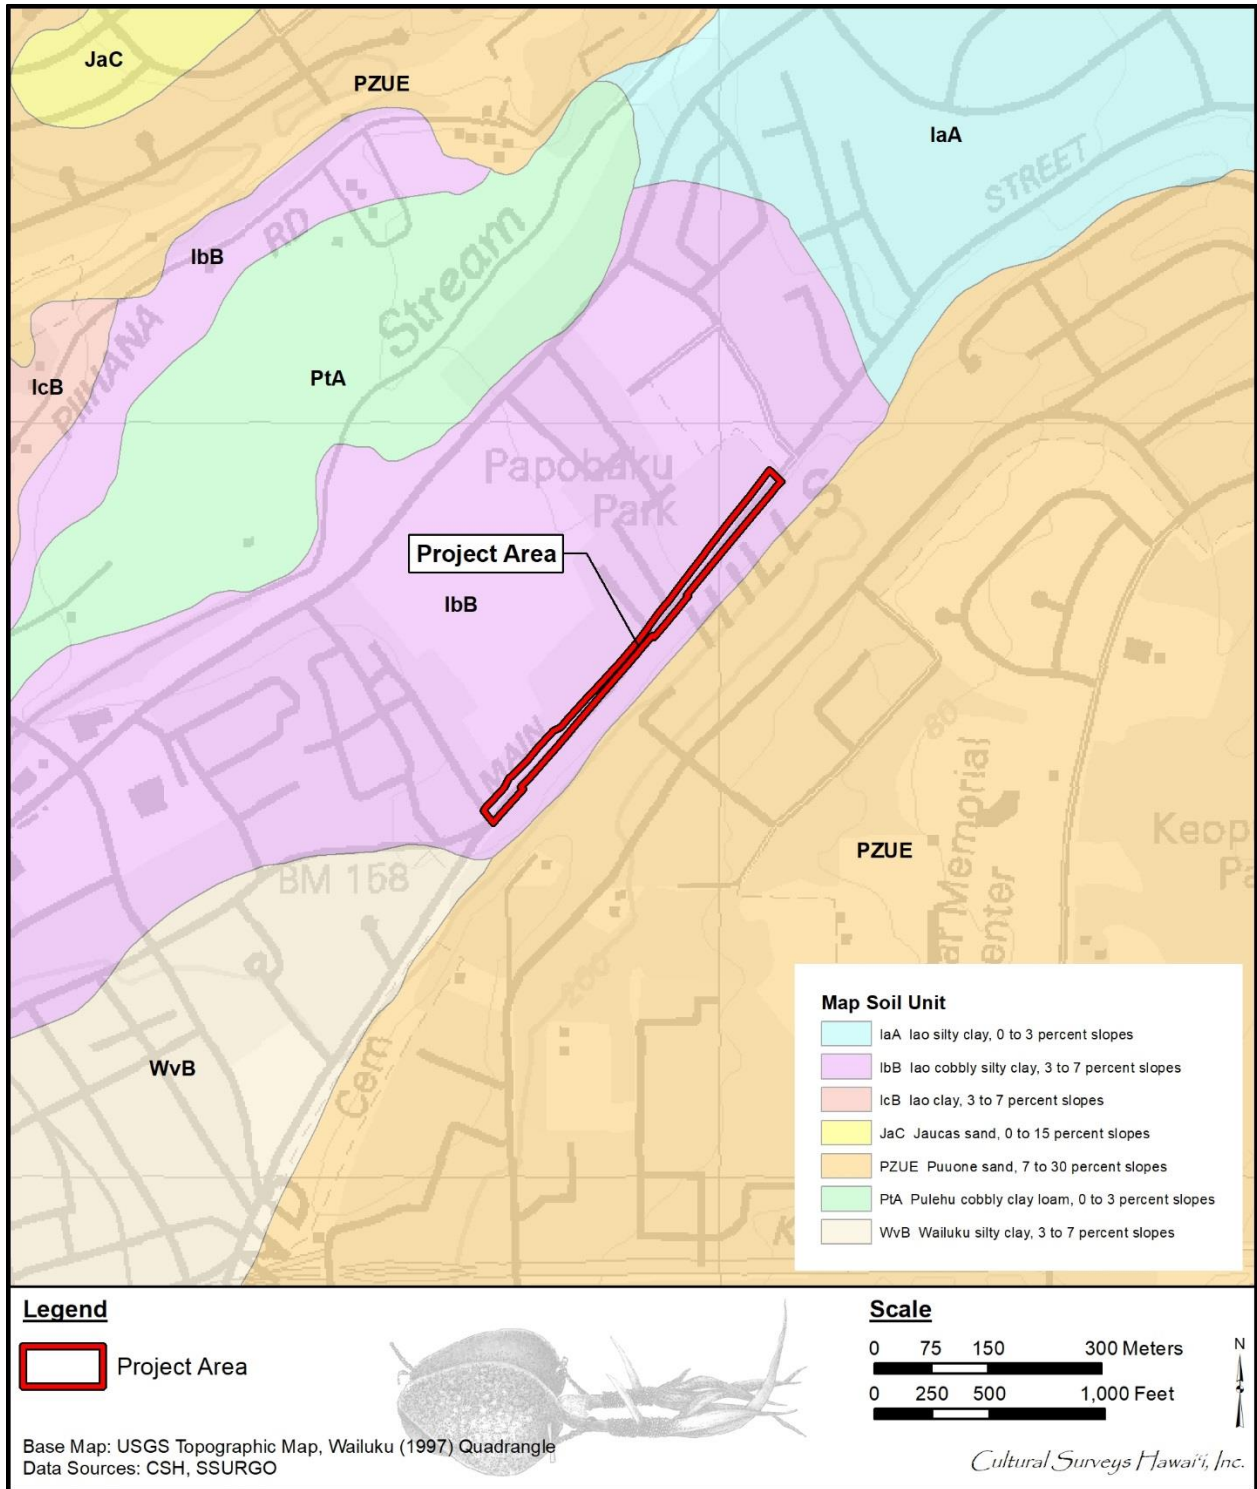 JaC
PZUE
IaA
STREET
IbB
RD
PIIHANA
Stream
IcB
PtA
Papohaku
Park
HILLS
Project Area
IbB
MAIN
80
BM 158
PZUE
ar Memorial
enter
Keop
Pa
260
WvB
Cem
Map Soil Unit
IaA Iao silty clay, 0 to 3 percent slopes
IbB Iao cobbly silty clay, 3 to 7 percent slopes
IcB Iao clay, 3 to 7 percent slopes
JaC Jaucas sand, 0 to 15 percent slopes
PZUE Puuone sand, 7 to 30 percent slopes
PtA Pulehu cobbly clay loam, 0 to 3 percent slopes
WvB Wailuku silty clay, 3 to 7 percent slopes
Legend
Project Area
Base Map: USGS Topographic Map, Wailuku (1997) Quadrangle
Data Sources: CSH, SSURGO
Scale
0 75 150 300 Meters
0 250 500 1,000 Feet
N
Cultural Surveys Hawai‘i, Inc.